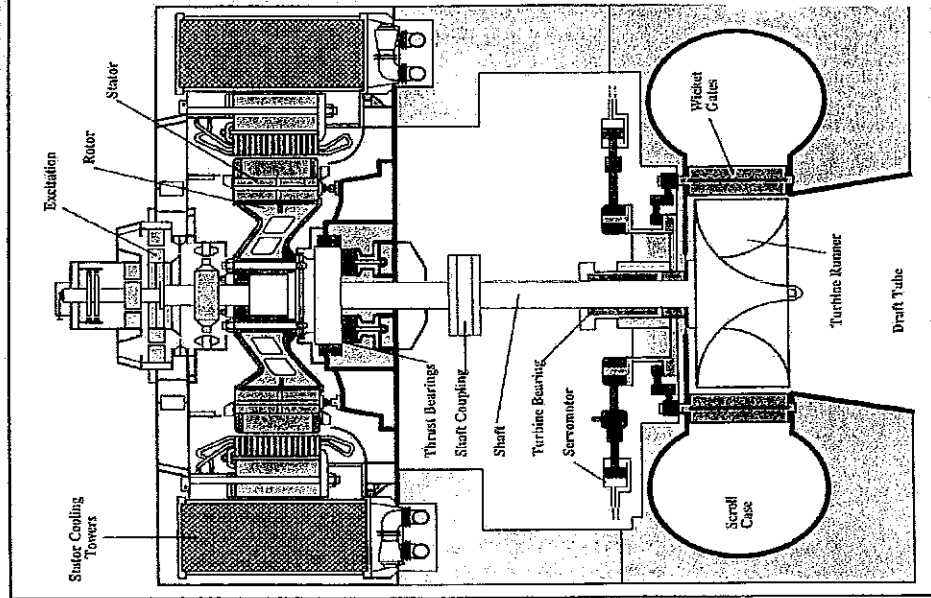 Stator Cooling
Towers
Excitation
Rotor
Stator
Thrust Bearings
Shaft Coupling
Shaft
Turbine Bearing
Servomotor
Scroll
Case
Wicket
Gates
Turbine Runner
Draft Tube